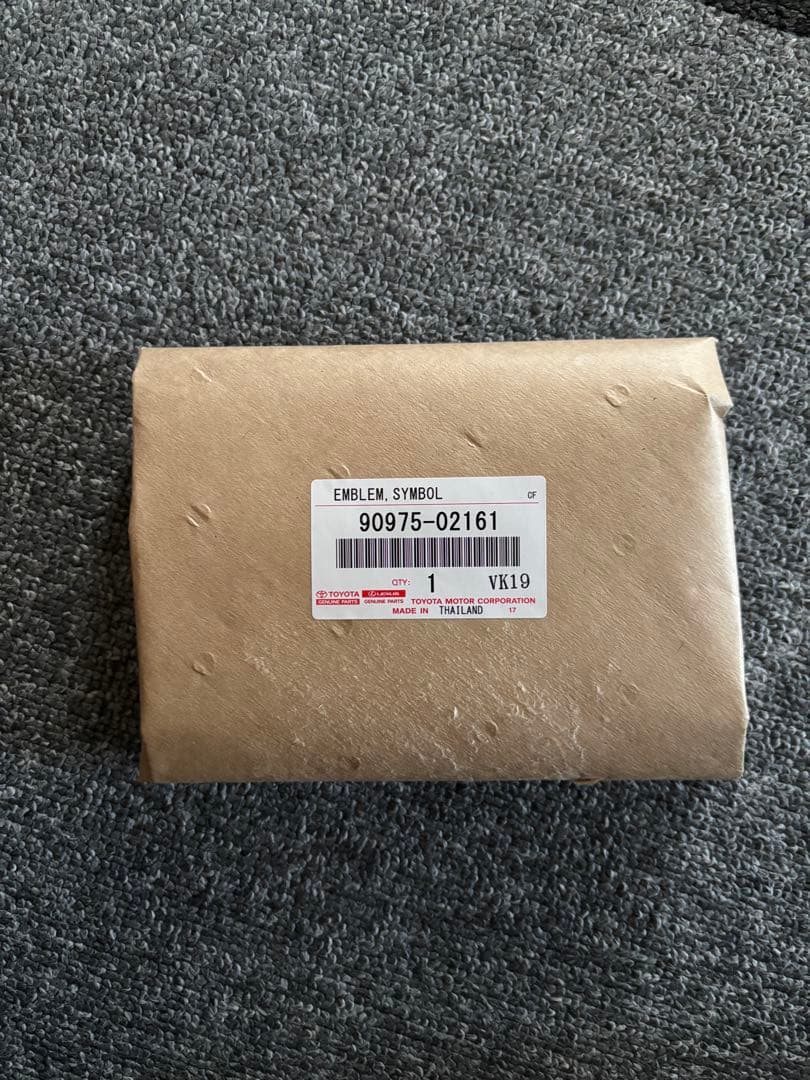 EMBLEM, SYMBOL
CF
90975-02161
QTY: 1 VK19
TOYOTA LEXUS
GENUINE PARTS GENUINE PARTS TOYOTA MOTOR CORPORATION
MADE IN THAILAND 17